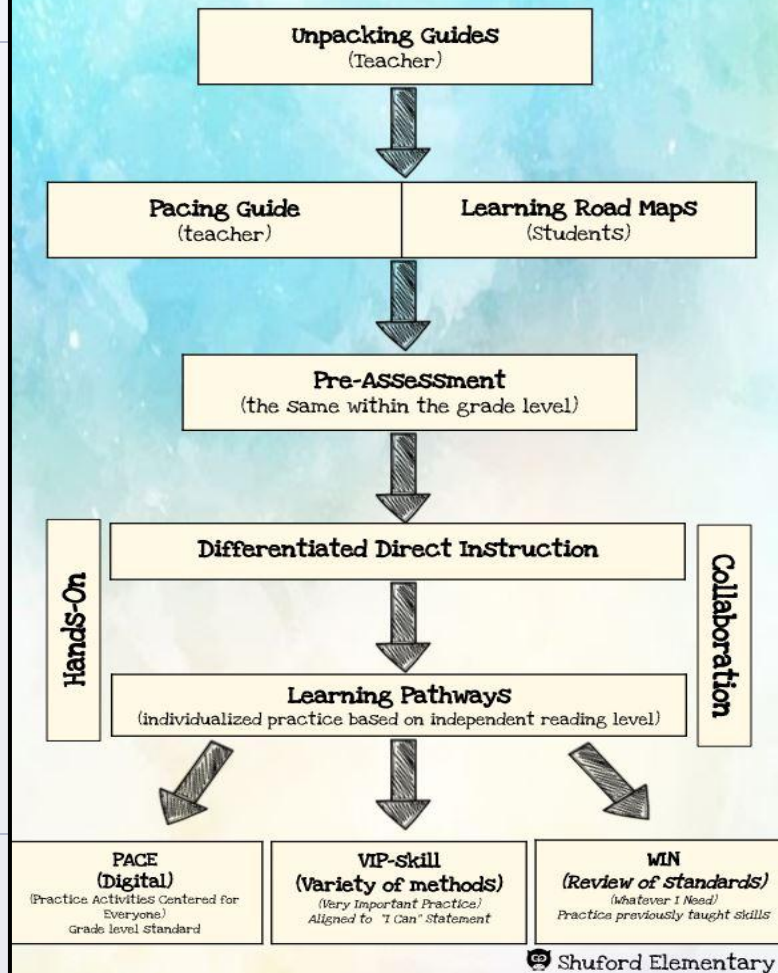 Unpacking Guides
(Teacher)
Pacing Guide
(teacher)
Learning Road Maps
(Students)
Pre-Assessment
(the same within the grade level)
Hands-On
Differentiated Direct Instruction
Collaboration
Learning Pathways
(individualized practice based on independent reading level)
PACE
(Digital)
(Practice Activities Centered for
Everyone)
Grade level standard
VIP-skill
(Variety of methods)
(Very Important Practice)
Aligned to "I Can" Statement
WIN
(Review of standards)
(Whatever I Need)
Practice previously taught skills
Shuford Elementary